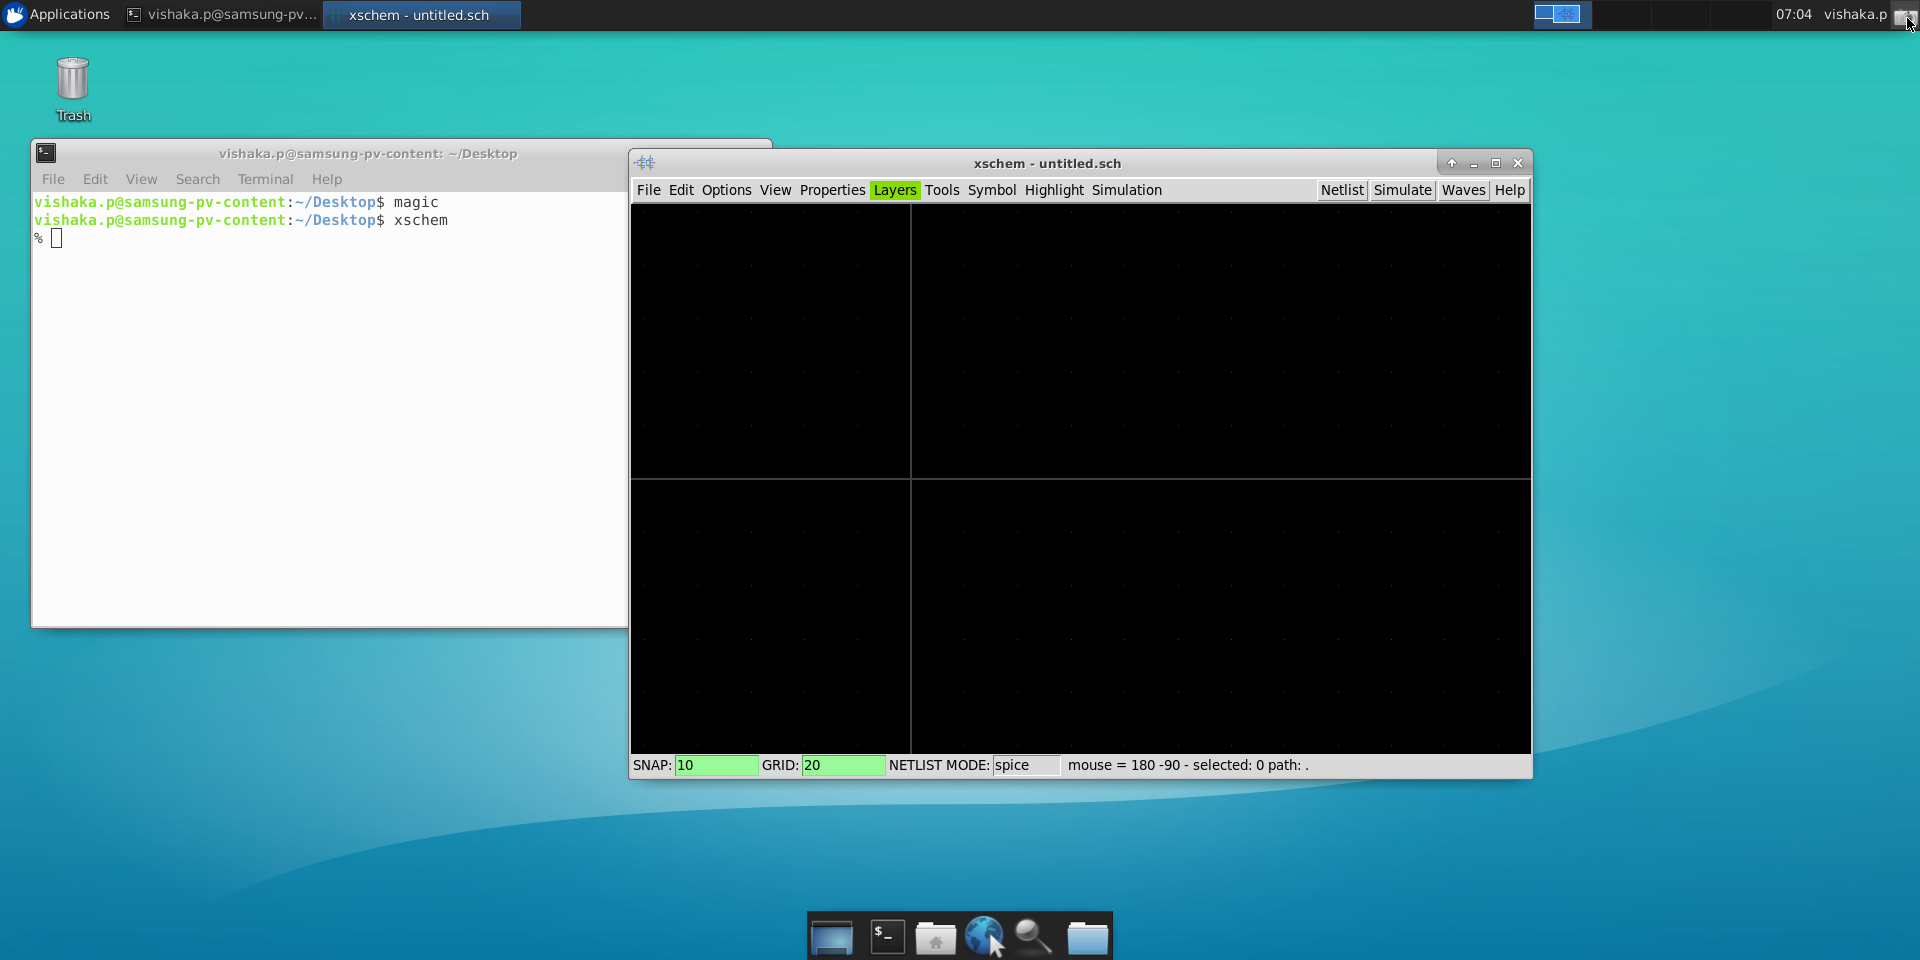 Applications
vishaka.p@samsung-pv...
xschem - untitled.sch
07:04
vishaka.p
Trash
vishaka.p@samsung-pv-content: ~/Desktop
File Edit View Search Terminal Help
vishaka.p@samsung-pv-content:~/Desktop$ magic
vishaka.p@samsung-pv-content:~/Desktop$ xschem
%
xschem - untitled.sch
File Edit Options View Properties Layers Tools Symbol Highlight Simulation Netlist Simulate Waves Help
SNAP: 10 GRID: 20 NETLIST MODE: spice mouse = 180 -90 - selected: 0 path: .
$_